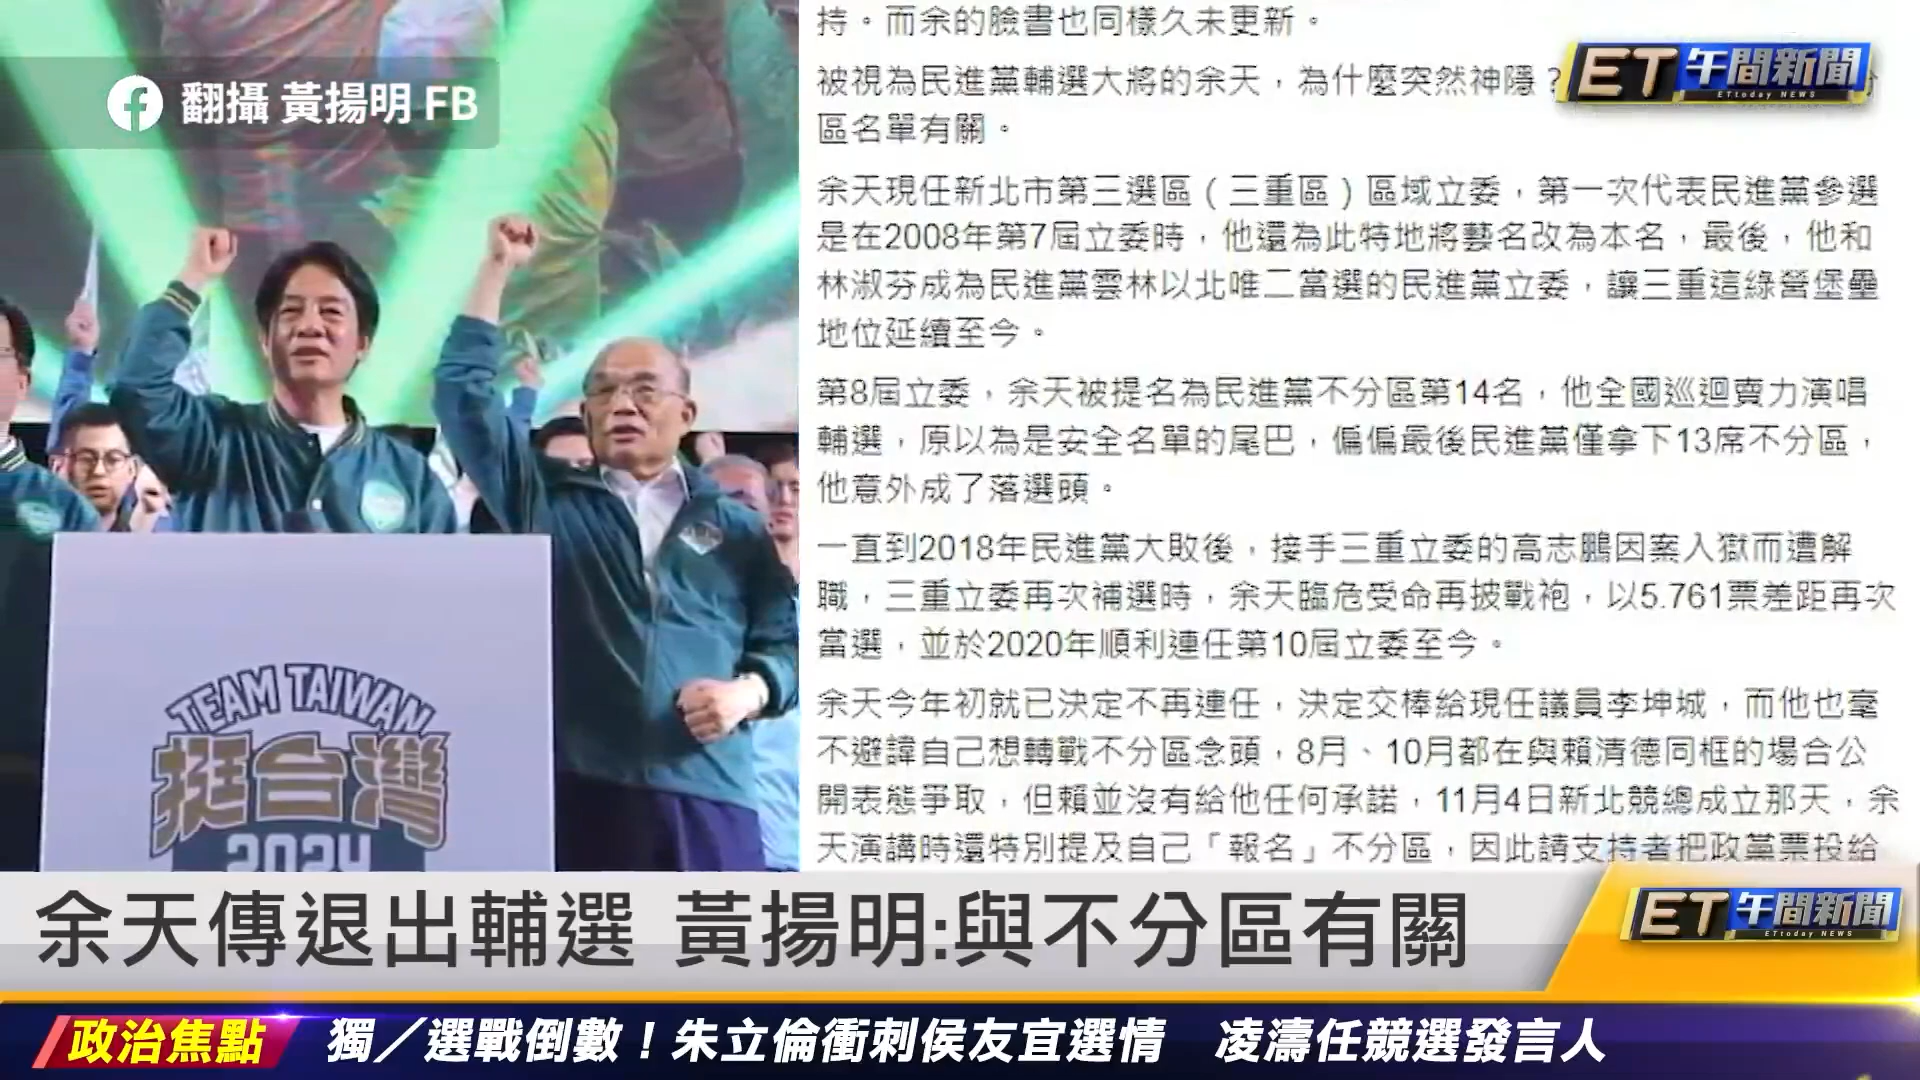 翻攝 黃揚明 FB
TEAM TAIWAN
挺台灣
2024
持。而余的臉書也同樣久未更新。
被視為民進黨輔選大將的余天，為什麼突然神隱？
區名單有關。
余天現任新北市第三選區（三重區）區域立委，第一次代表民進黨參選
是在2008年第7屆立委時，他還為此特地將藝名改為本名，最後，他和
林淑芬成為民進黨雲林以北唯二當選的民進黨立委，讓三重這綠營堡壘
地位延續至今。
第8屆立委，余天被提名為民進黨不分區第14名，他全國巡迴賣力演唱
輔選，原以為是安全名單的尾巴，偏偏最後民進黨僅拿下13席不分區，
他意外成了落選頭。
一直到2018年民進黨大敗後，接手三重立委的高志鵬因案入獄而遭解
職，三重立委再次補選時，余天臨危受命再披戰袍，以5.761票差距再次
當選，並於2020年順利連任第10屆立委至今。
余天今年初就已決定不再連任，決定交棒給現任議員李坤城，而他也毫
不避諱自己想轉戰不分區念頭，8月、10月都在與賴清德同框的場合公
開表態爭取，但賴並沒有給他任何承諾，11月4日新北競總成立那天，余
天演講時還特別提及自己「報名」不分區，因此請支持者把政黨票投給
ET午間新聞
ETtoday NEWS
余天傳退出輔選 黃揚明:與不分區有關
ET午間新聞
ETtoday NEWS
政治焦點 獨／選戰倒數！朱立倫衝刺侯友宜選情 凌濤任競選發言人